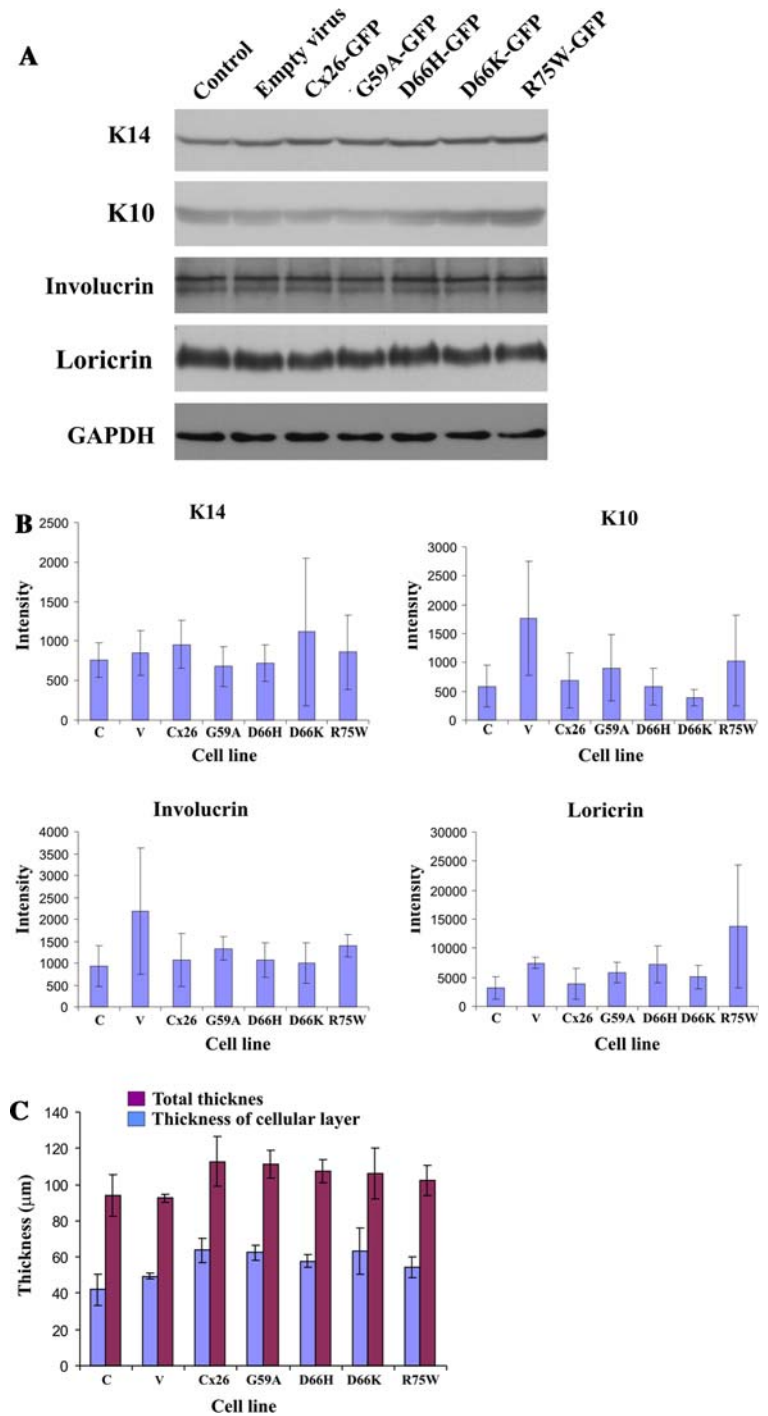 A
Control
Empty virus
Cx26-GFP
G59A-GFP
D66H-GFP
D66K-GFP
R75W-GFP
K14
K10
Involucrin
Loricrin
GAPDH
B
K14
Intensity
2500
2000
1500
1000
500
0
C V Cx26 G59A D66H D66K R75W
Cell line
K10
Intensity
3000
2500
2000
1500
1000
500
0
C V Cx26 G59A D66H D66K R75W
Cell line
Involucrin
Intensity
4000
3500
3000
2500
2000
1500
1000
500
0
C V Cx26 G59A D66H D66K R75W
Cell line
Loricrin
Intensity
30000
25000
20000
15000
10000
5000
0
C V Cx26 G59A D66H D66K R75W
Cell line
C
Total thicknes
Thickness of cellular layer
Thickness (μm)
140
120
100
80
60
40
20
0
C V Cx26 G59A D66H D66K R75W
Cell line